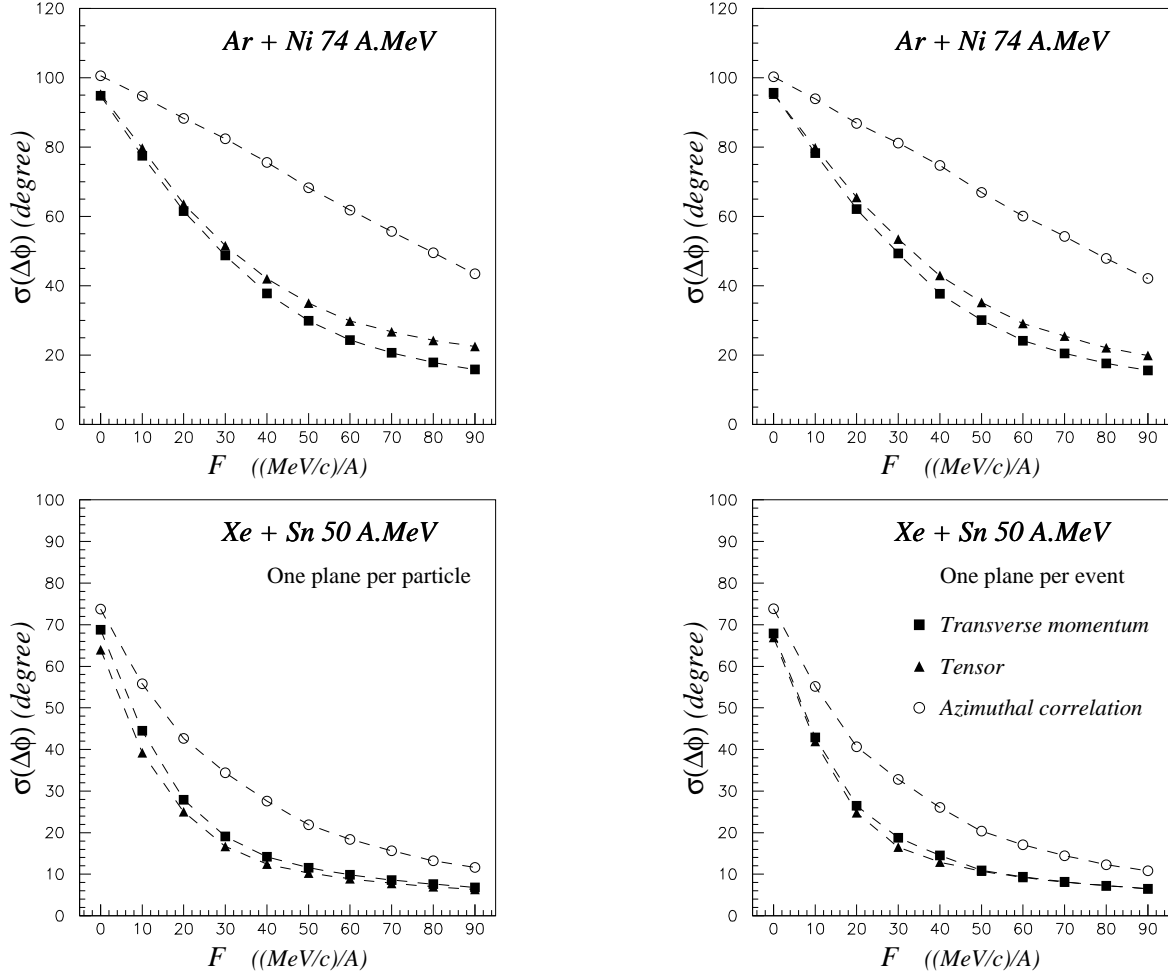 Ar + Ni 74 A.MeV
120
100
80
60
40
20
0
σ(Δϕ) (degree)
0 10 20 30 40 50 60 70 80 90
F ((MeV/c)/A)
Ar + Ni 74 A.MeV
120
100
80
60
40
20
0
σ(Δϕ) (degree)
0 10 20 30 40 50 60 70 80 90
F ((MeV/c)/A)
Xe + Sn 50 A.MeV
One plane per particle
100
90
80
70
60
50
40
30
20
10
0
σ(Δϕ) (degree)
0 10 20 30 40 50 60 70 80 90
F ((MeV/c)/A)
Xe + Sn 50 A.MeV
One plane per event
Transverse momentum
Tensor
Azimuthal correlation
100
90
80
70
60
50
40
30
20
10
0
σ(Δϕ) (degree)
0 10 20 30 40 50 60 70 80 90
F ((MeV/c)/A)